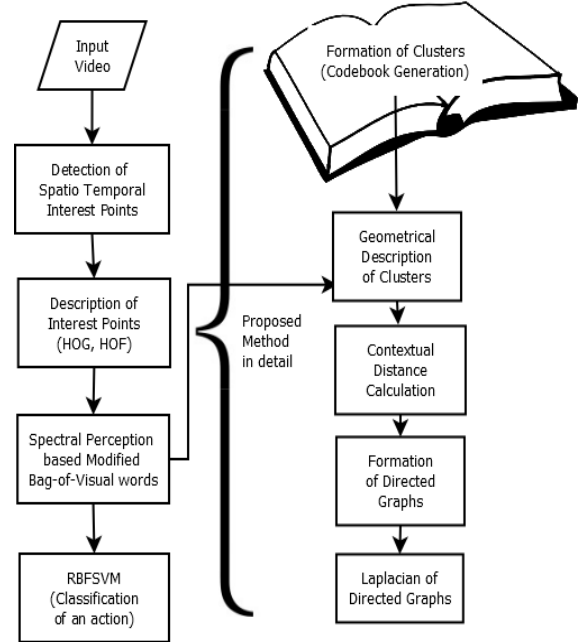 Input
Video
Detection of
Spatio Temporal
Interest Points
Description of
Interest Points
(HOG, HOF)
Spectral Perception
based Modified
Bag-of-Visual words
RBFSVM
(Classification
of an action)
Proposed
Method
in detail
Formation of Clusters
(Codebook Generation)
Geometrical
Description
of Clusters
Contextual
Distance
Calculation
Formation
of Directed
Graphs
Laplacian of
Directed Graphs